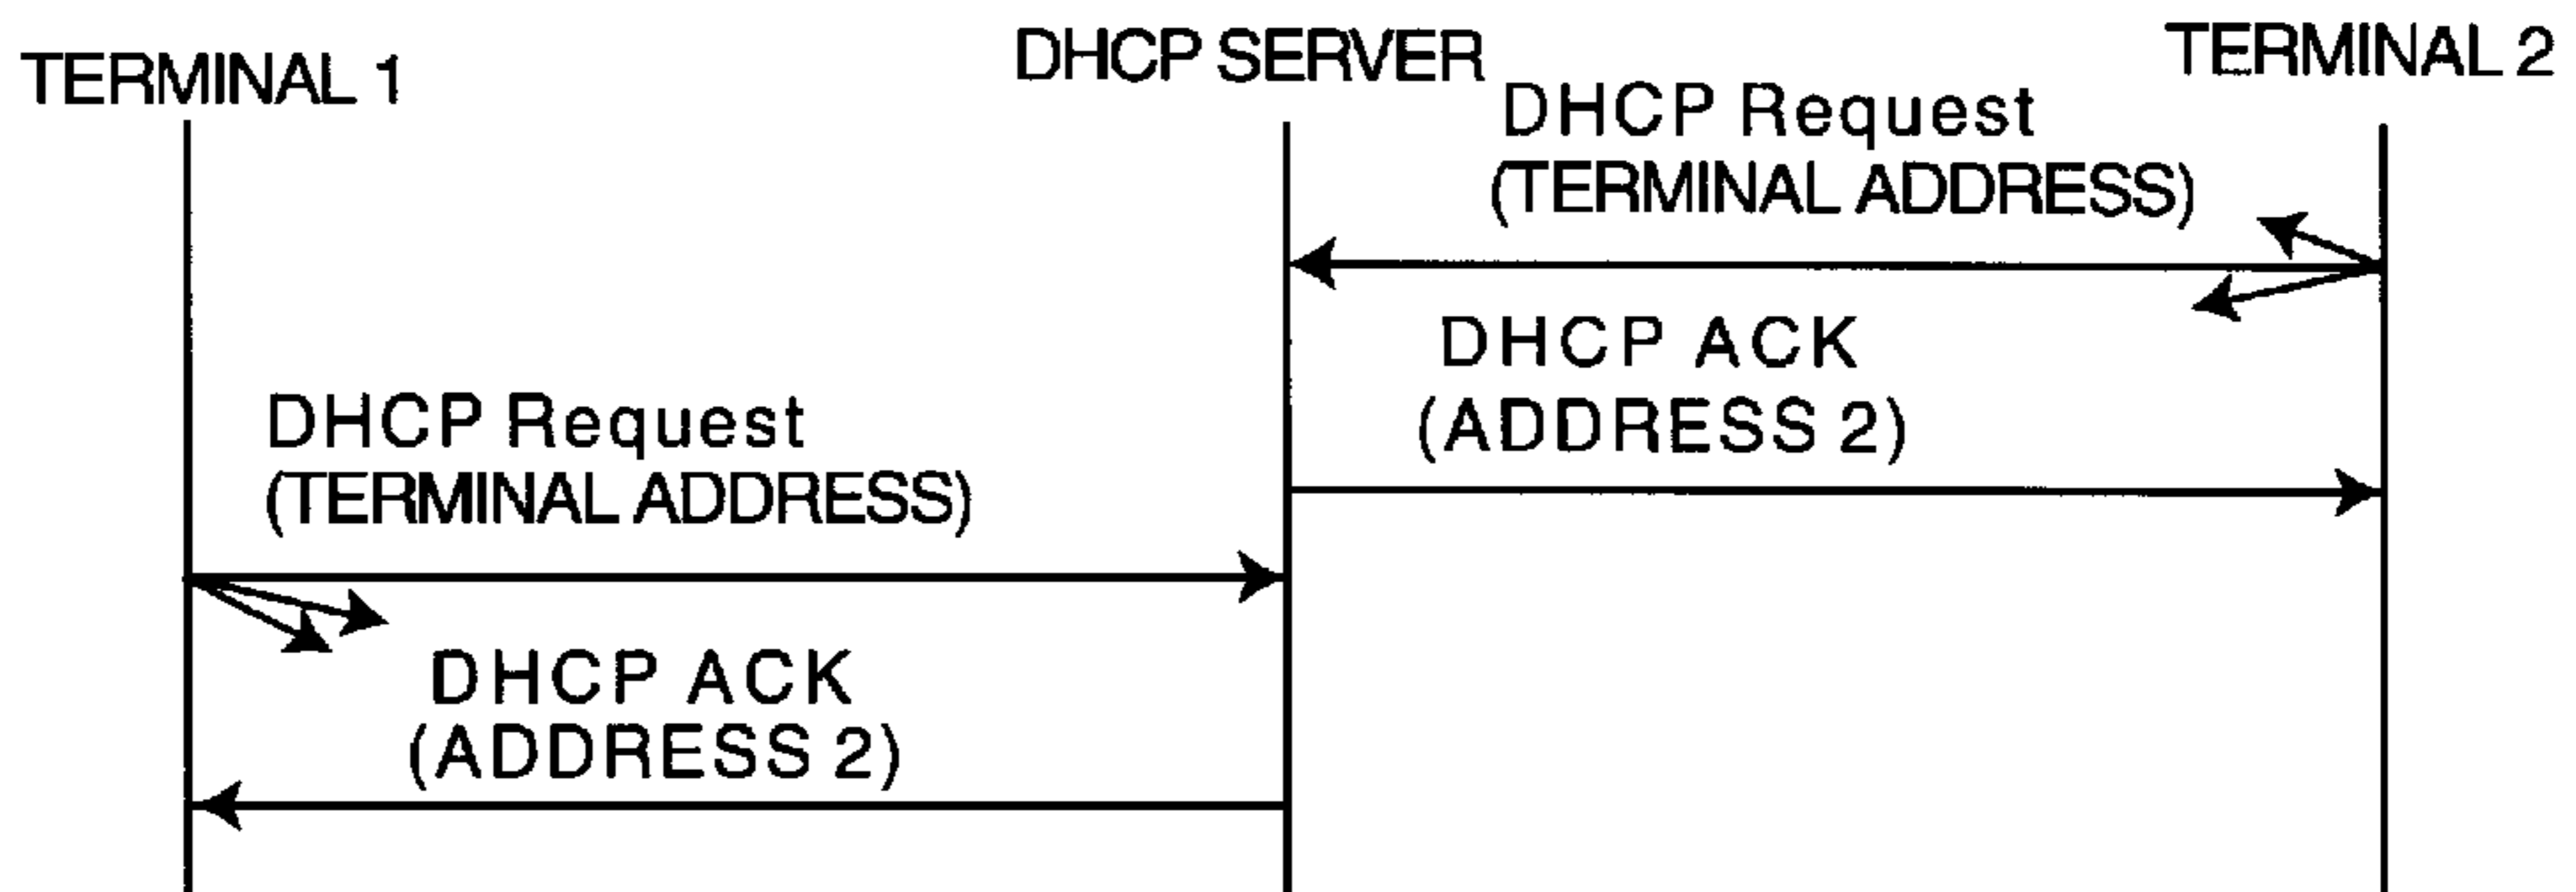 TERMINAL 1
DHCP SERVER
TERMINAL 2
DHCP Request
(TERMINAL ADDRESS)
DHCP ACK
(ADDRESS 2)
DHCP Request
(TERMINAL ADDRESS)
DHCP ACK
(ADDRESS 2)